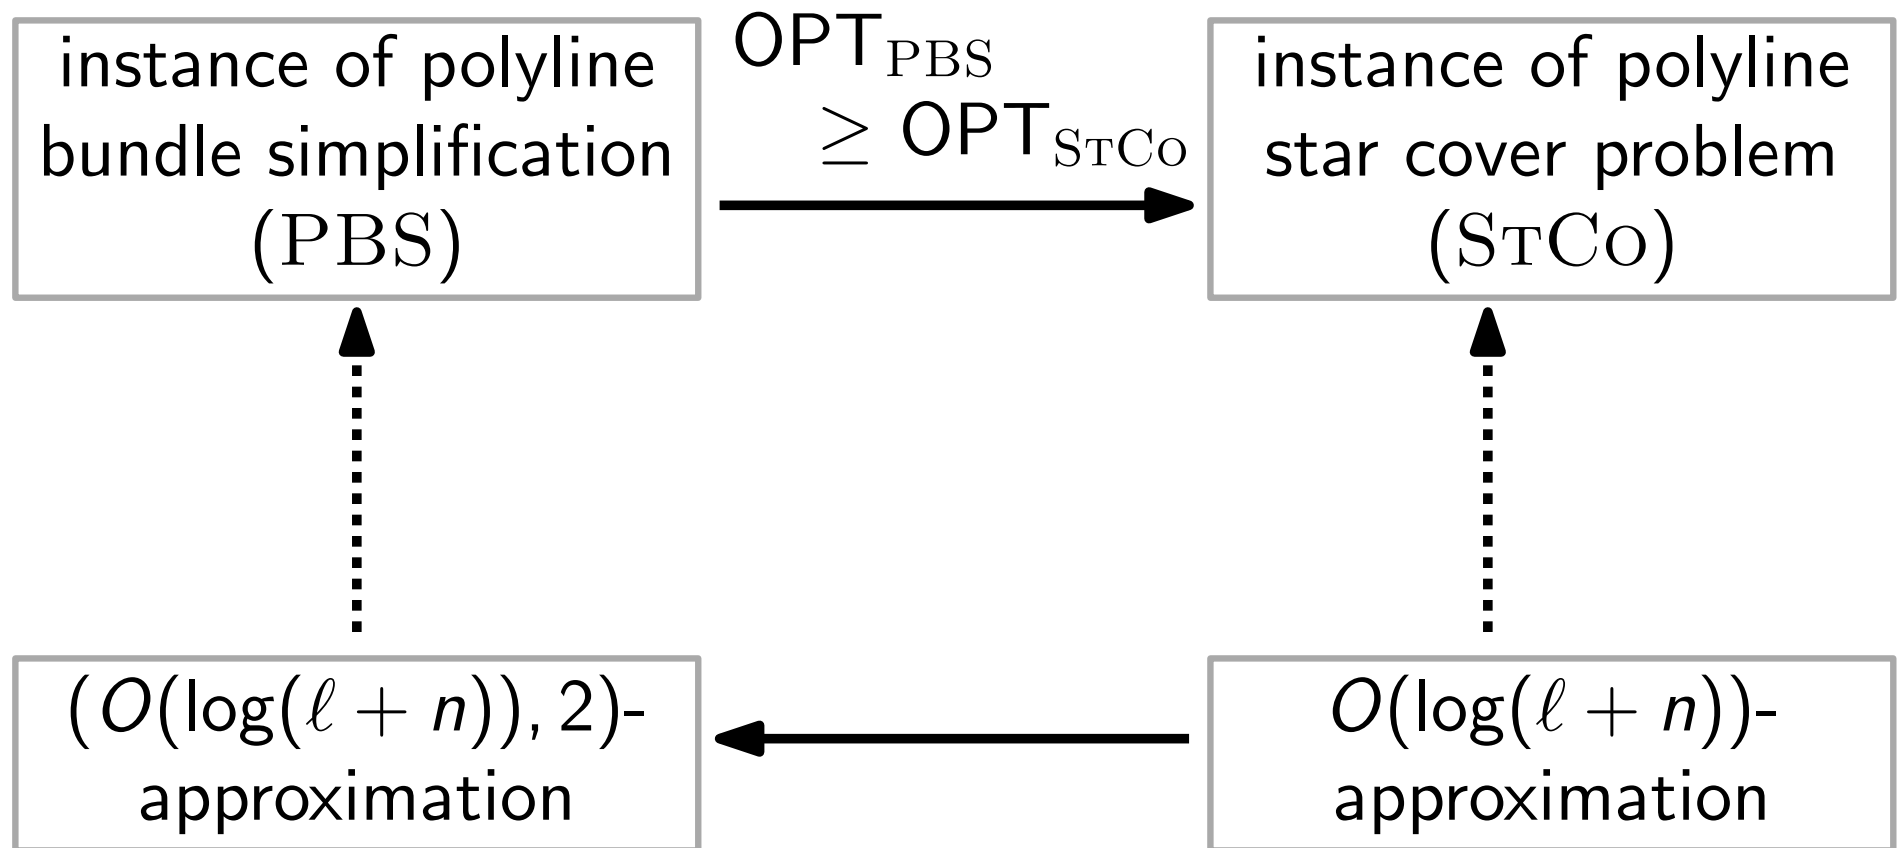 instance of polyline
bundle simplification
(PBS)
OPT_PBS
≥ OPT_StCo
instance of polyline
star cover problem
(StCo)
(O(log(ℓ + n)), 2)-
approximation
O(log(ℓ + n))-
approximation